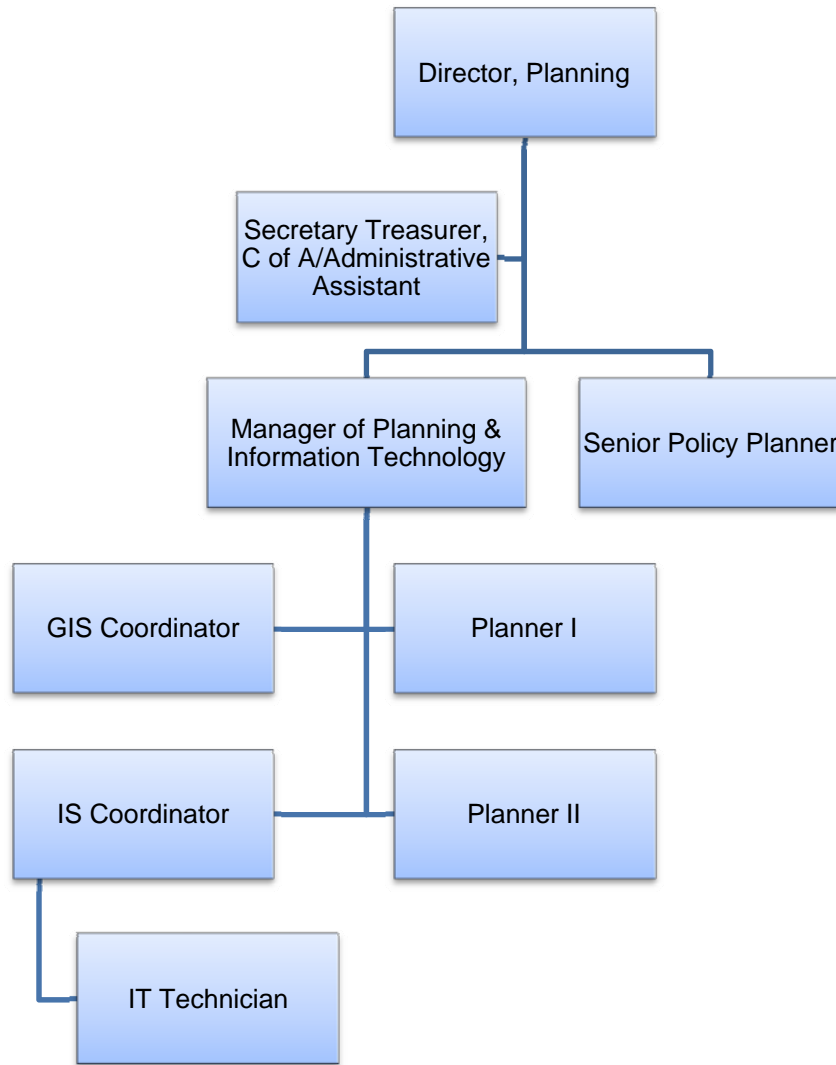 Director, Planning
Secretary Treasurer,
C of A/Administrative
Assistant
Manager of Planning &
Information Technology
Senior Policy Planner
GIS Coordinator
Planner I
IS Coordinator
Planner II
IT Technician